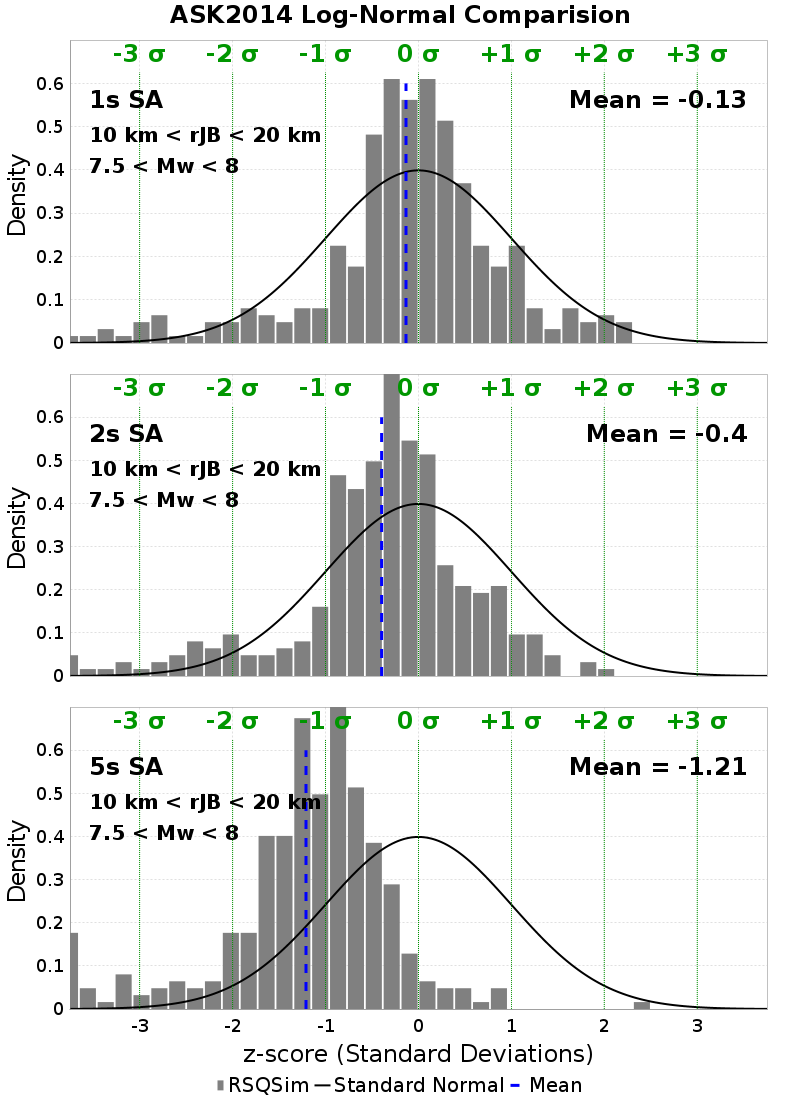 ASK2014 Log-Normal Comparision
-3 σ -2 σ -1 σ 0 σ +1 σ +2 σ +3 σ
1s SA Mean = -0.13
10 km < rJB < 20 km
7.5 < Mw < 8
0.6
0.5
0.4
0.3
0.2
0.1
0
Density
-3 σ -2 σ -1 σ 0 σ +1 σ +2 σ +3 σ
2s SA Mean = -0.4
10 km < rJB < 20 km
7.5 < Mw < 8
0.6
0.5
0.4
0.3
0.2
0.1
0
Density
-3 σ -2 σ -1 σ 0 σ +1 σ +2 σ +3 σ
5s SA Mean = -1.21
10 km < rJB < 20 km
7.5 < Mw < 8
0.6
0.5
0.4
0.3
0.2
0.1
0
Density
-3 -2 -1 0 1 2 3
z-score (Standard Deviations)
RSQSim Standard Normal Mean